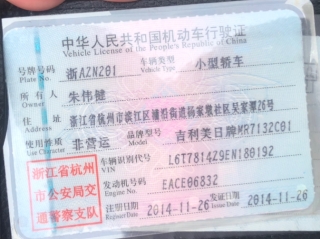 中华人民共和国机动车行驶证
Vehicle License of the People's Republic of China
号牌号码 浙AZN201 车辆类型 小型轿车
Plate No. Vehicle Type
所有人 朱伟健
Owner
住址 浙江省杭州市滨江区浦沿街道杨家墩社区吴家潭26号
Address
使用性质 非营运 品牌型号 吉利美日牌MR7132C01
Use Character Model
浙江省杭州市公安局交通警察支队
车辆识别代号 L6T7814Z9EN180192
VIN
发动机号码 EACE06832
Engine No.
注册日期 2014-11-26 发证日期 2014-11-26
Register Date Issue Date